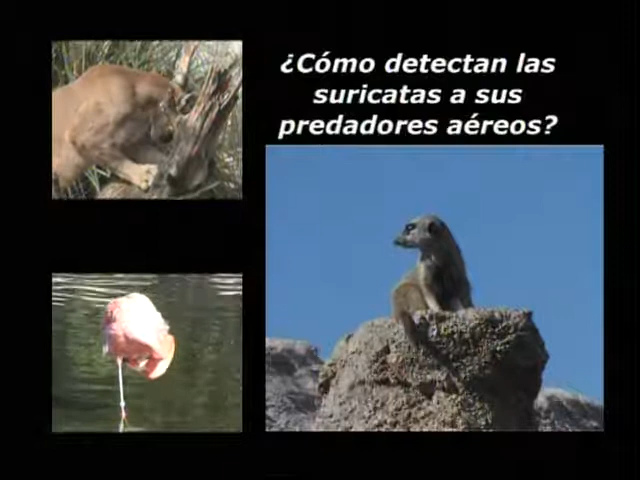 ¿Cómo detectan las
suricatas a sus
predadores aéreos?